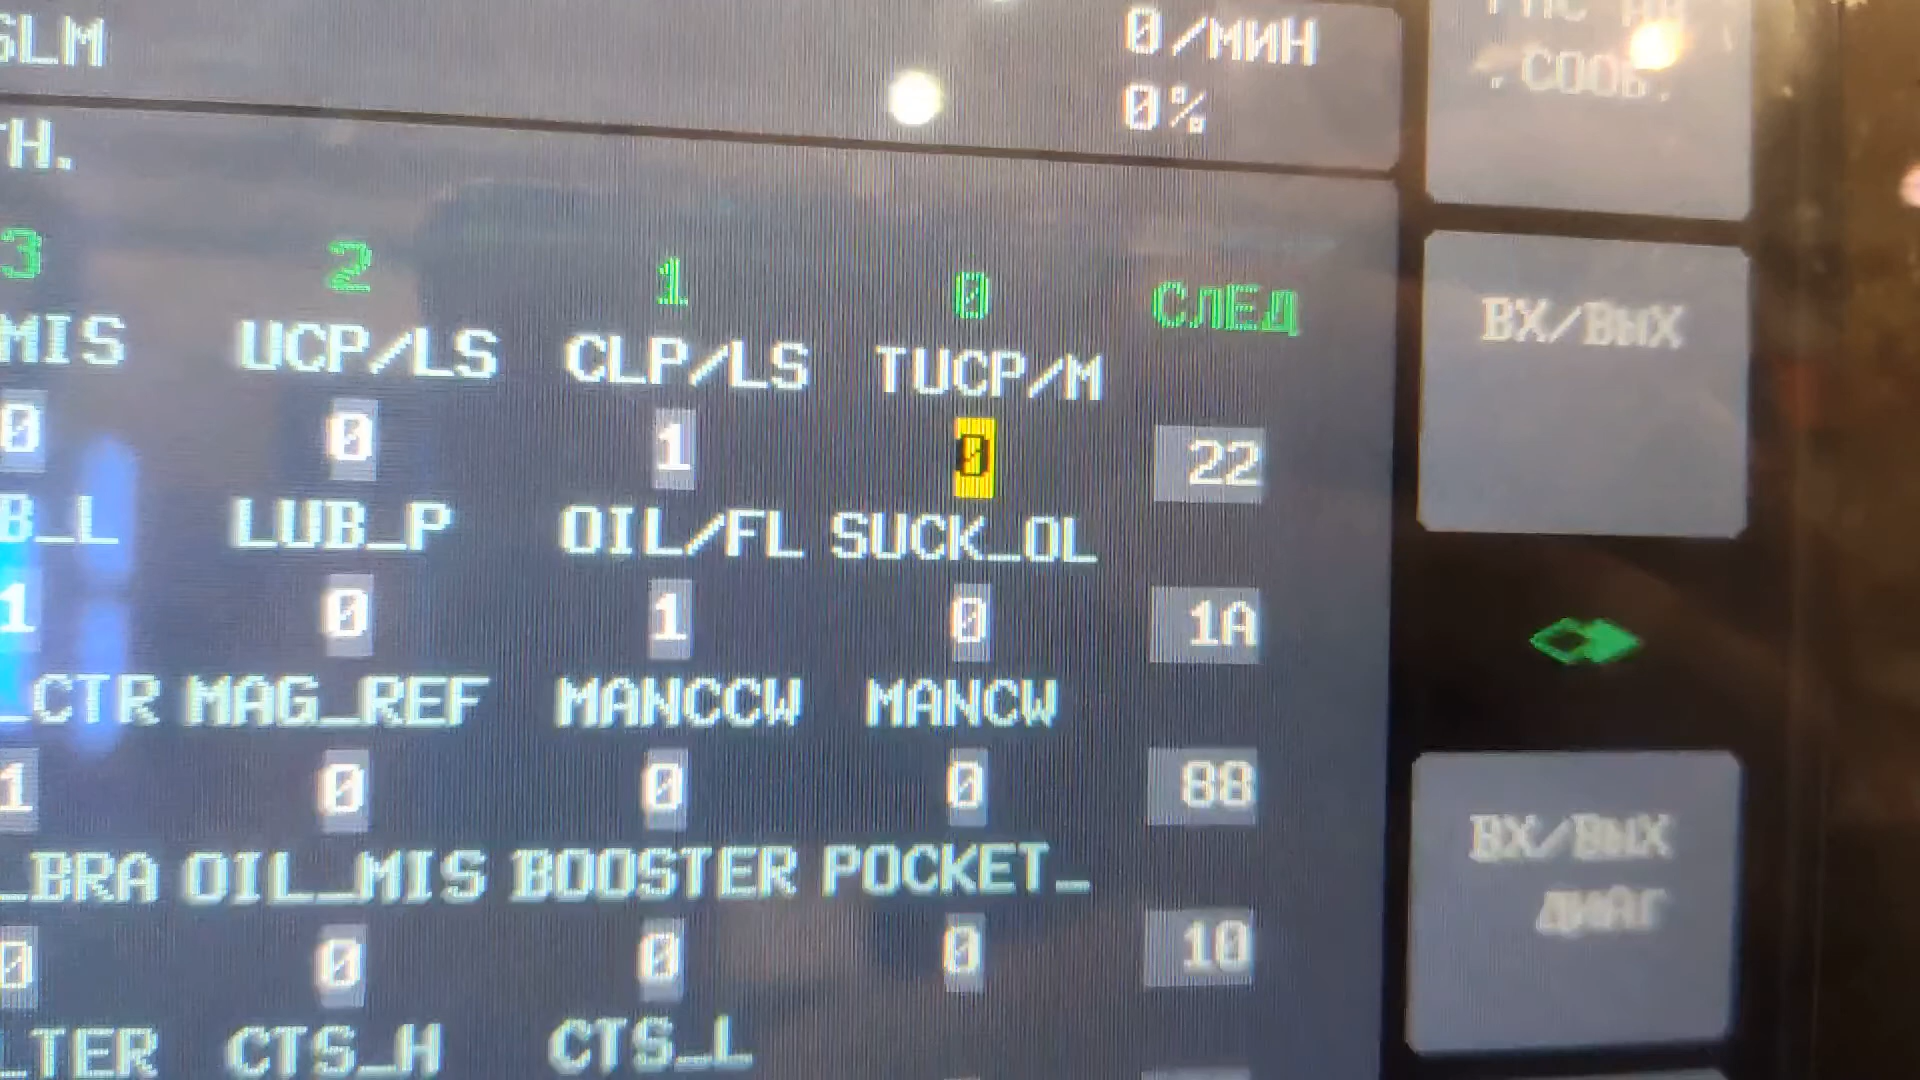 SLM 0/МИН
0% .СООБ.
ТН.
3 2 1 0 СЛЕД
MIS UCP/LS CLP/LS TUCP/M ВХ/ВЫХ
0 0 1 0 22
B_L LUB_P OIL/FL SUCK_OL
1 0 1 0 1A
_CTR MAG_REF MANCCW MANCW
1 0 0 0 88
_BRA OIL_MIS BOOSTER POCKET_ ВХ/ВЫХ
ДИАГ
0 0 0 0 10
LTER CTS_H CTS_L